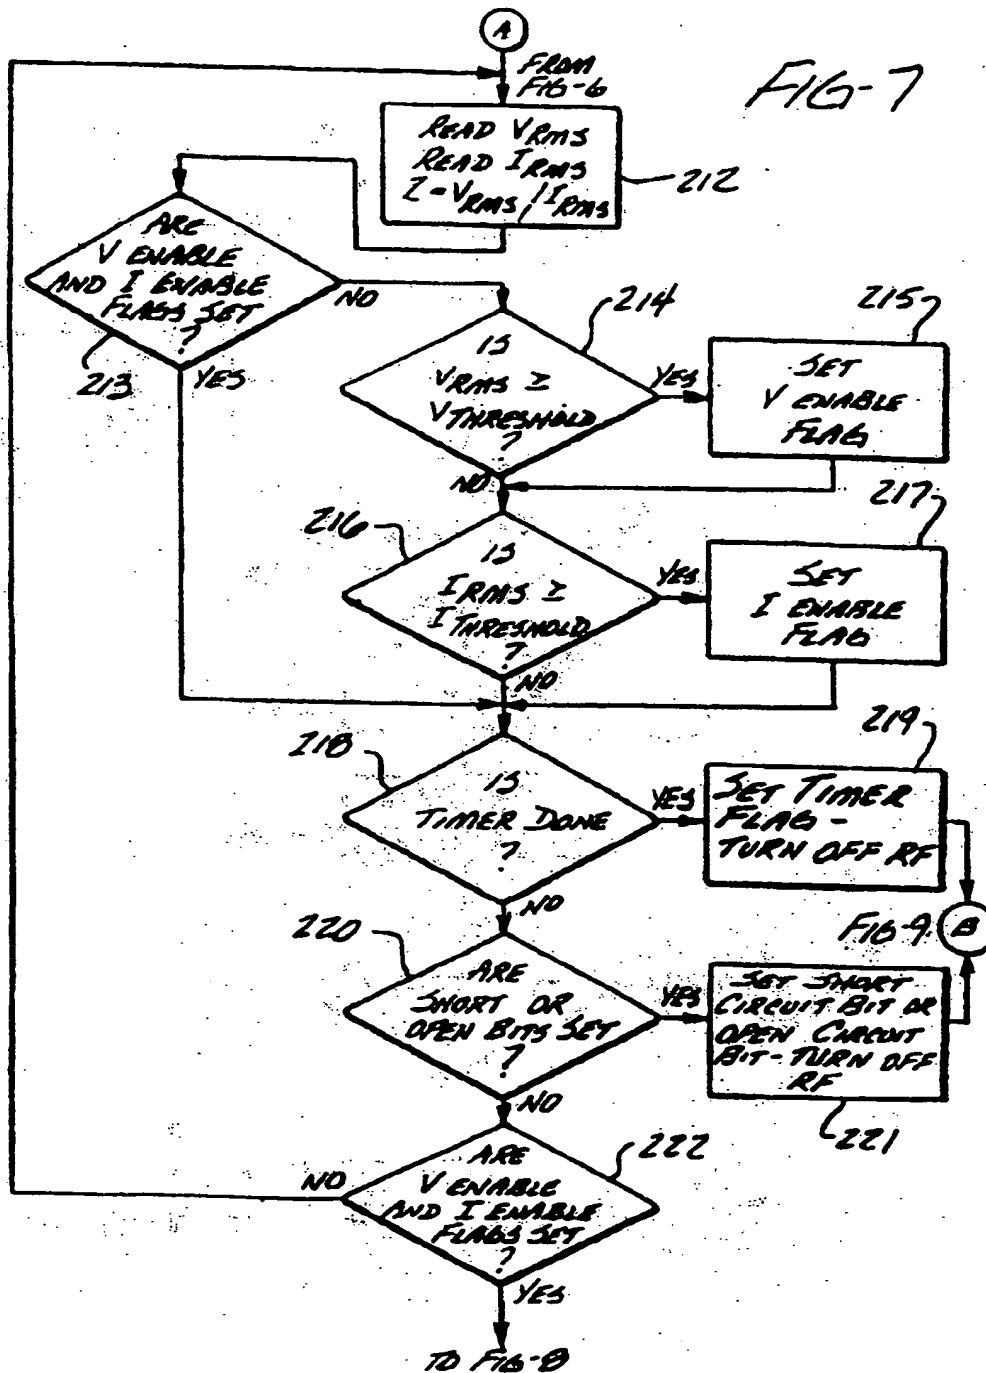 A
FROM
FIG-6
FIG-7
READ VRMS
READ IRMS
Z=VRMS/IRMS
212
ARE
V ENABLE
AND I ENABLE
FLAGS SET
?
213
NO
YES
214
IS
VRMS ≥
VTHRESHOLD
?
YES
NO
215
SET
V ENABLE
FLAG
216
IS
IRMS ≥
ITHRESHOLD
?
YES
NO
217
SET
I ENABLE
FLAG
218
IS
TIMER DONE
?
YES
NO
219
SET TIMER
FLAG -
TURN OFF RF
FIG-9
B
220
ARE
SHORT OR
OPEN BITS SET
?
YES
NO
SET SHORT
CIRCUIT BIT OR
OPEN CIRCUIT
BIT - TURN OFF
RF
221
222
ARE
V ENABLE
AND I ENABLE
FLAGS SET
?
NO
YES
TO FIG-8